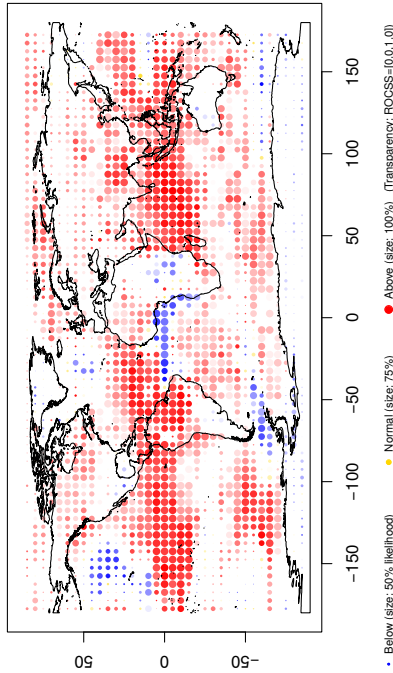 50
0
−50
−150
−100
−50
0
50
100
150
Below (size: 50% likelihood)
Normal (size: 75%)
Above (size: 100%)
(Transparency: ROCSS=[0.0.1.0])